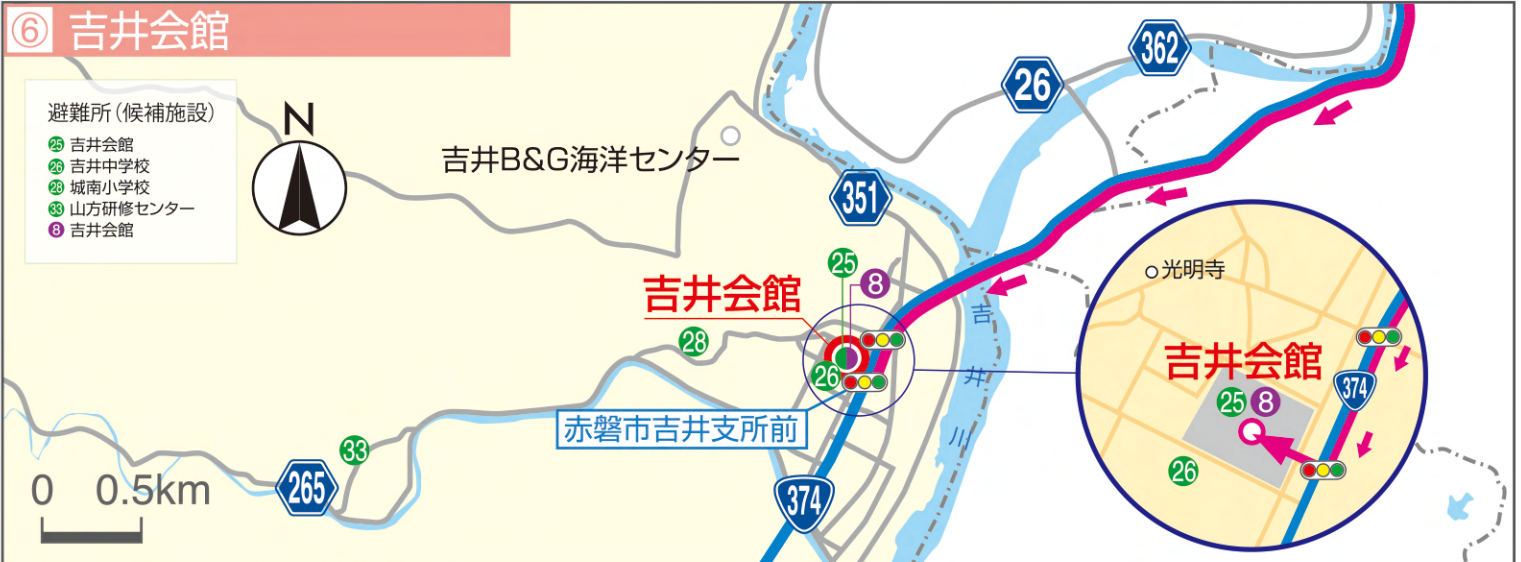 ⑥ 吉井会館
避難所(候補施設)
25 吉井会館
26 吉井中学校
28 城南小学校
33 山方研修センター
8 吉井会館
N
吉井B&G海洋センター
362
26
351
25
8
吉井会館
28
26
赤磐市吉井支所前
33
265
374
0 0.5km
吉井川
光明寺
吉井会館
25 8
374
26